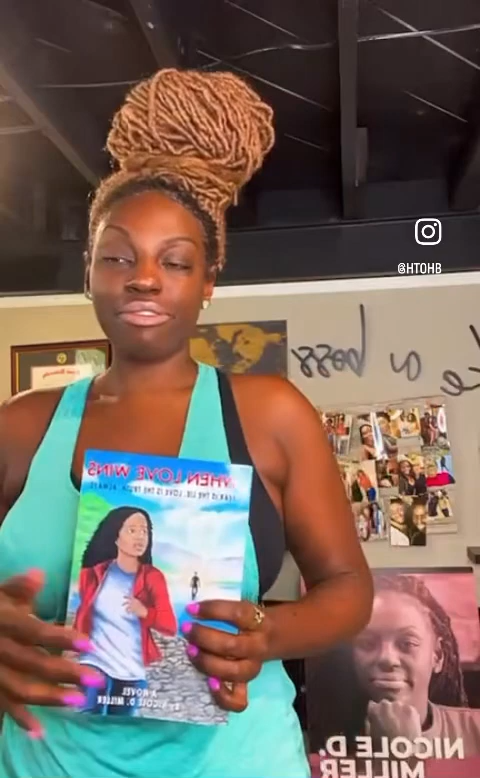 @HTOHB
WHEN LOVE WINS
FEAR IS THE LIE. LOVE IS THE TRUTH. ALWAYS.
A NOVEL
BY NICOLE D. MILLER
NICOLE D.
MILLER